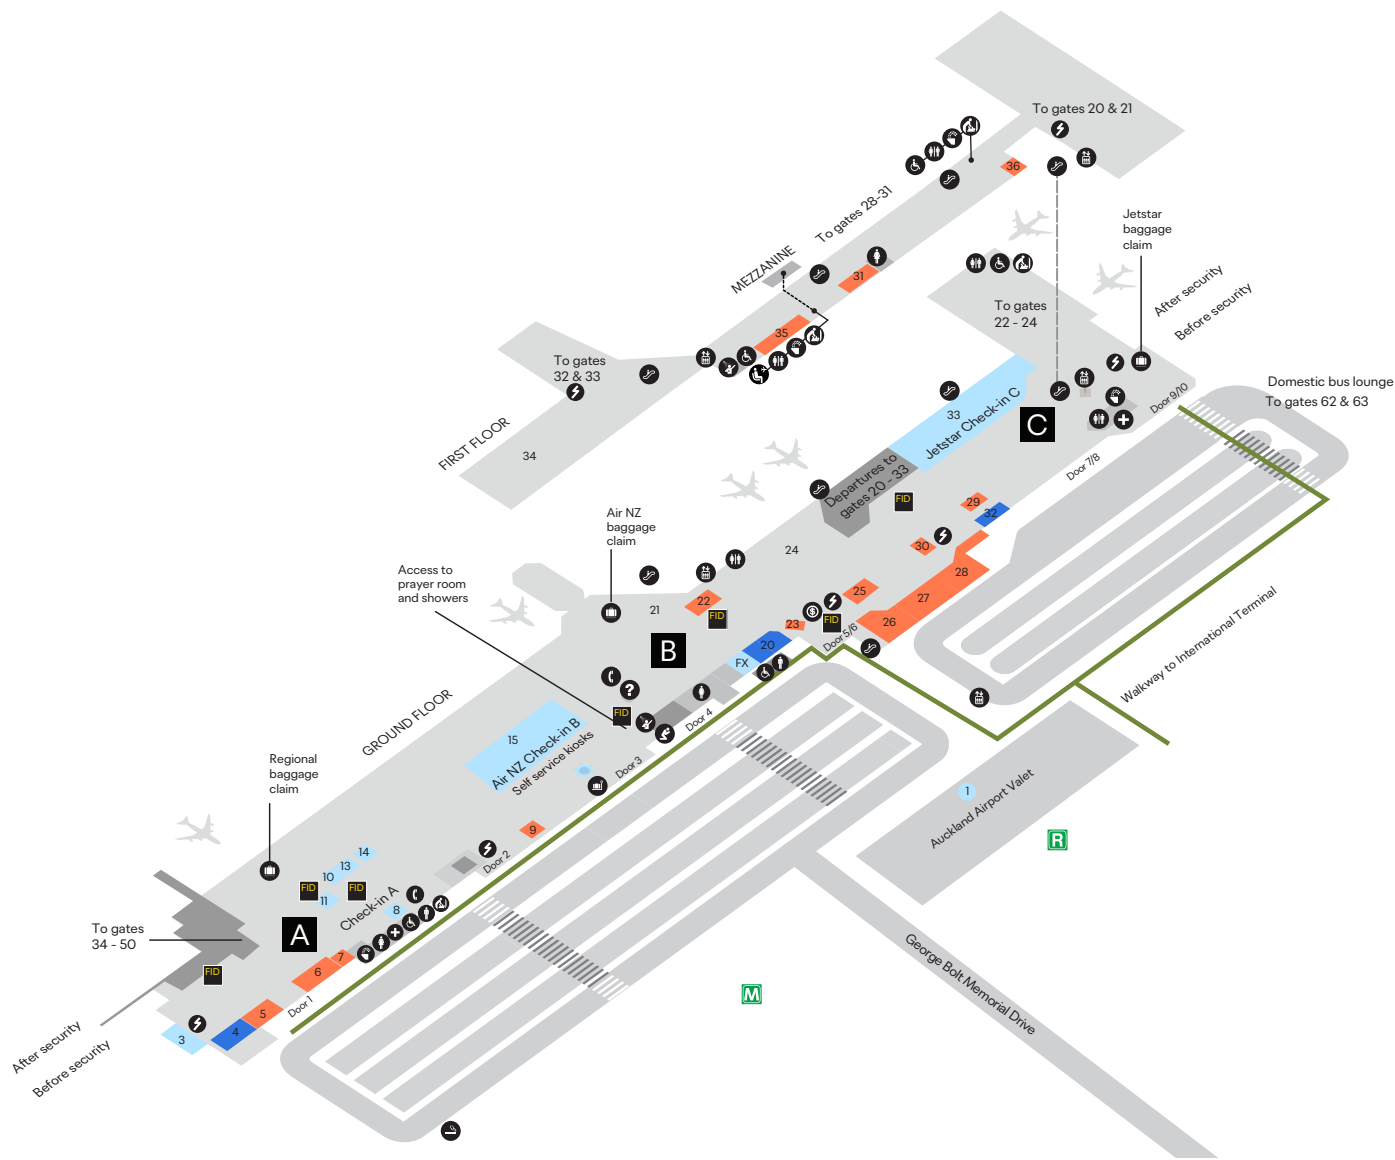 To gates 20 & 21
36
To gates 28-31
Jetstar
baggage
claim
MEZZANINE
31
After security
Before security
To gates
22 - 24
35
To gates
32 & 33
Domestic bus lounge
To gates 62 & 63
Door 9/10
33
Jetstar Check-in C
C
FIRST FLOOR
34
Door 7/8
Departures to
gates 20 - 33
FID
29
32
Air NZ
baggage
claim
24
30
Access to
prayer room
and showers
28
25
27
22
21
FID
23
FID
26
Door 5/6
B
20
FX
Walkway to International Terminal
GROUND FLOOR
?
FID
Door 4
15
Air NZ Check-in B
Self service kiosks
Door 3
Regional
baggage
claim
1
Auckland Airport Valet
R
9
14
13
10
Door 2
FID
FID
11
Check-in A
8
To gates
34 - 50
A
7
6
FID
George Bolt Memorial Drive
M
Door 1
5
4
3
After security
Before security